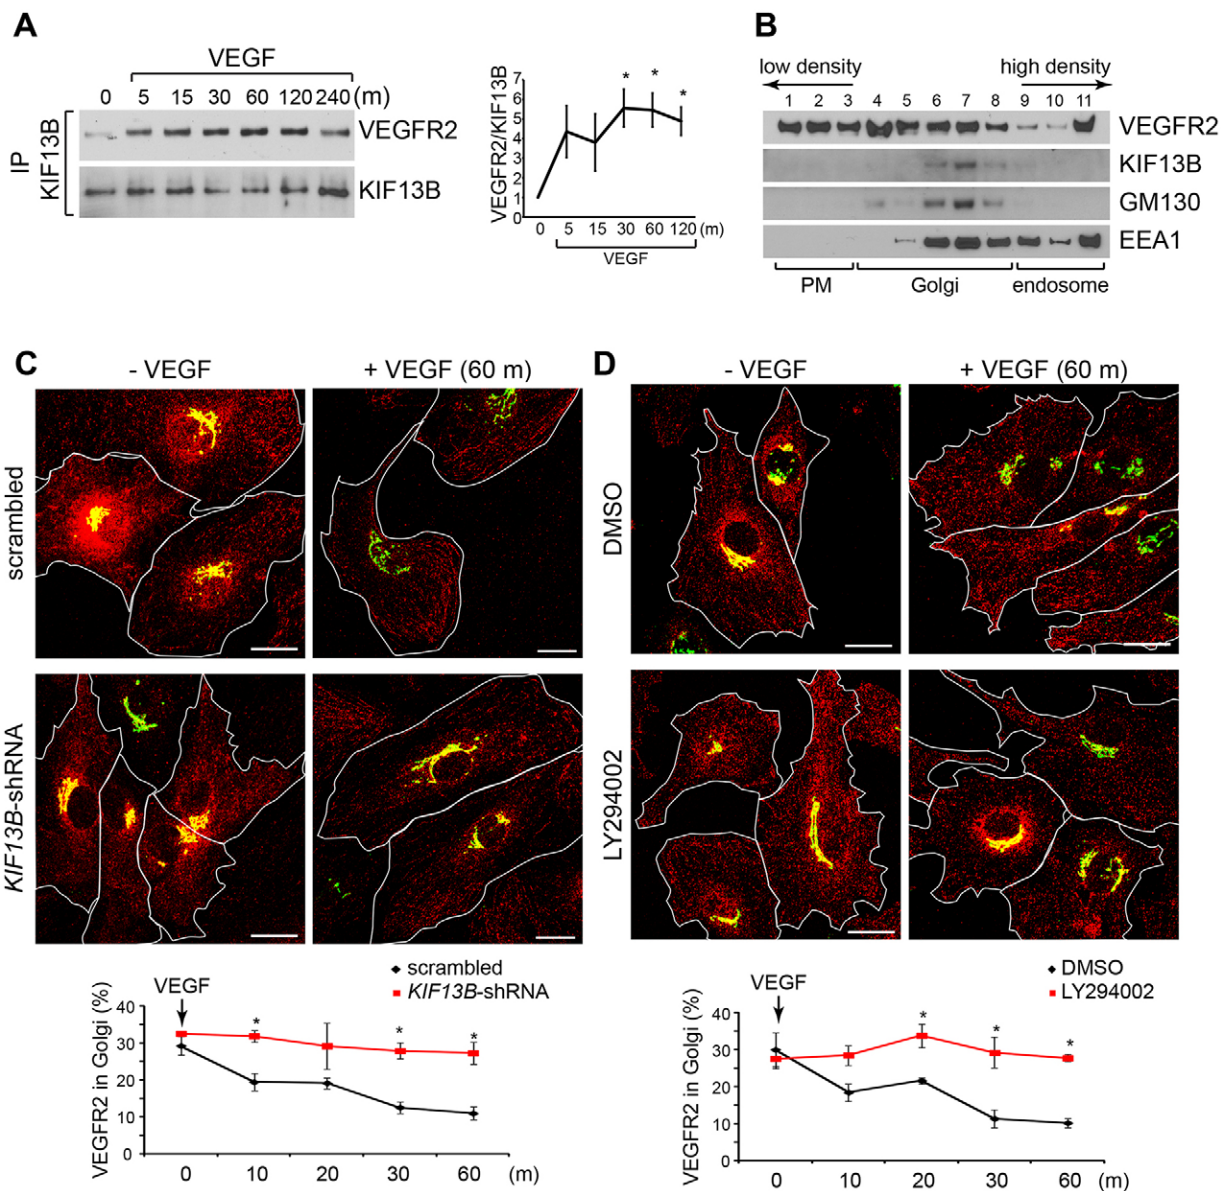 A
VEGF
0 5 15 30 60 120 240 (m)
IP
KIF13B
VEGFR2
KIF13B
VEGFR2/KIF13B
7
6
5
4
3
2
1
0
* * *
0 5 15 30 60 120 (m)
VEGF
B
low density high density
1 2 3 4 5 6 7 8 9 10 11
VEGFR2
KIF13B
GM130
EEA1
PM Golgi endosome
C
- VEGF + VEGF (60 m)
scrambled
KIF13B-shRNA
scrambled
KIF13B-shRNA
VEGF
VEGFR2 in Golgi (%)
40
30
20
10
0
* * *
0 10 20 30 60 (m)
D
- VEGF + VEGF (60 m)
DMSO
LY294002
DMSO
LY294002
VEGF
VEGFR2 in Golgi (%)
40
30
20
10
0
* * *
0 10 20 30 60 (m)